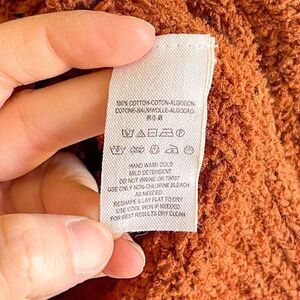 100% COTTON-COTON-ALGODON-
COTONE-BAUMWOLLE-ALGODAO-
HAND WASH COLD
MILD DETERGENT
DO NOT WRING OR TWIST
USE ONLY NON-CHLORINE BLEACH
AS NEEDED
RESHAPE & LAY FLAT TO DRY
USE COOL IRON IF NEEDED
FOR BEST RESULTS DRY CLEAN